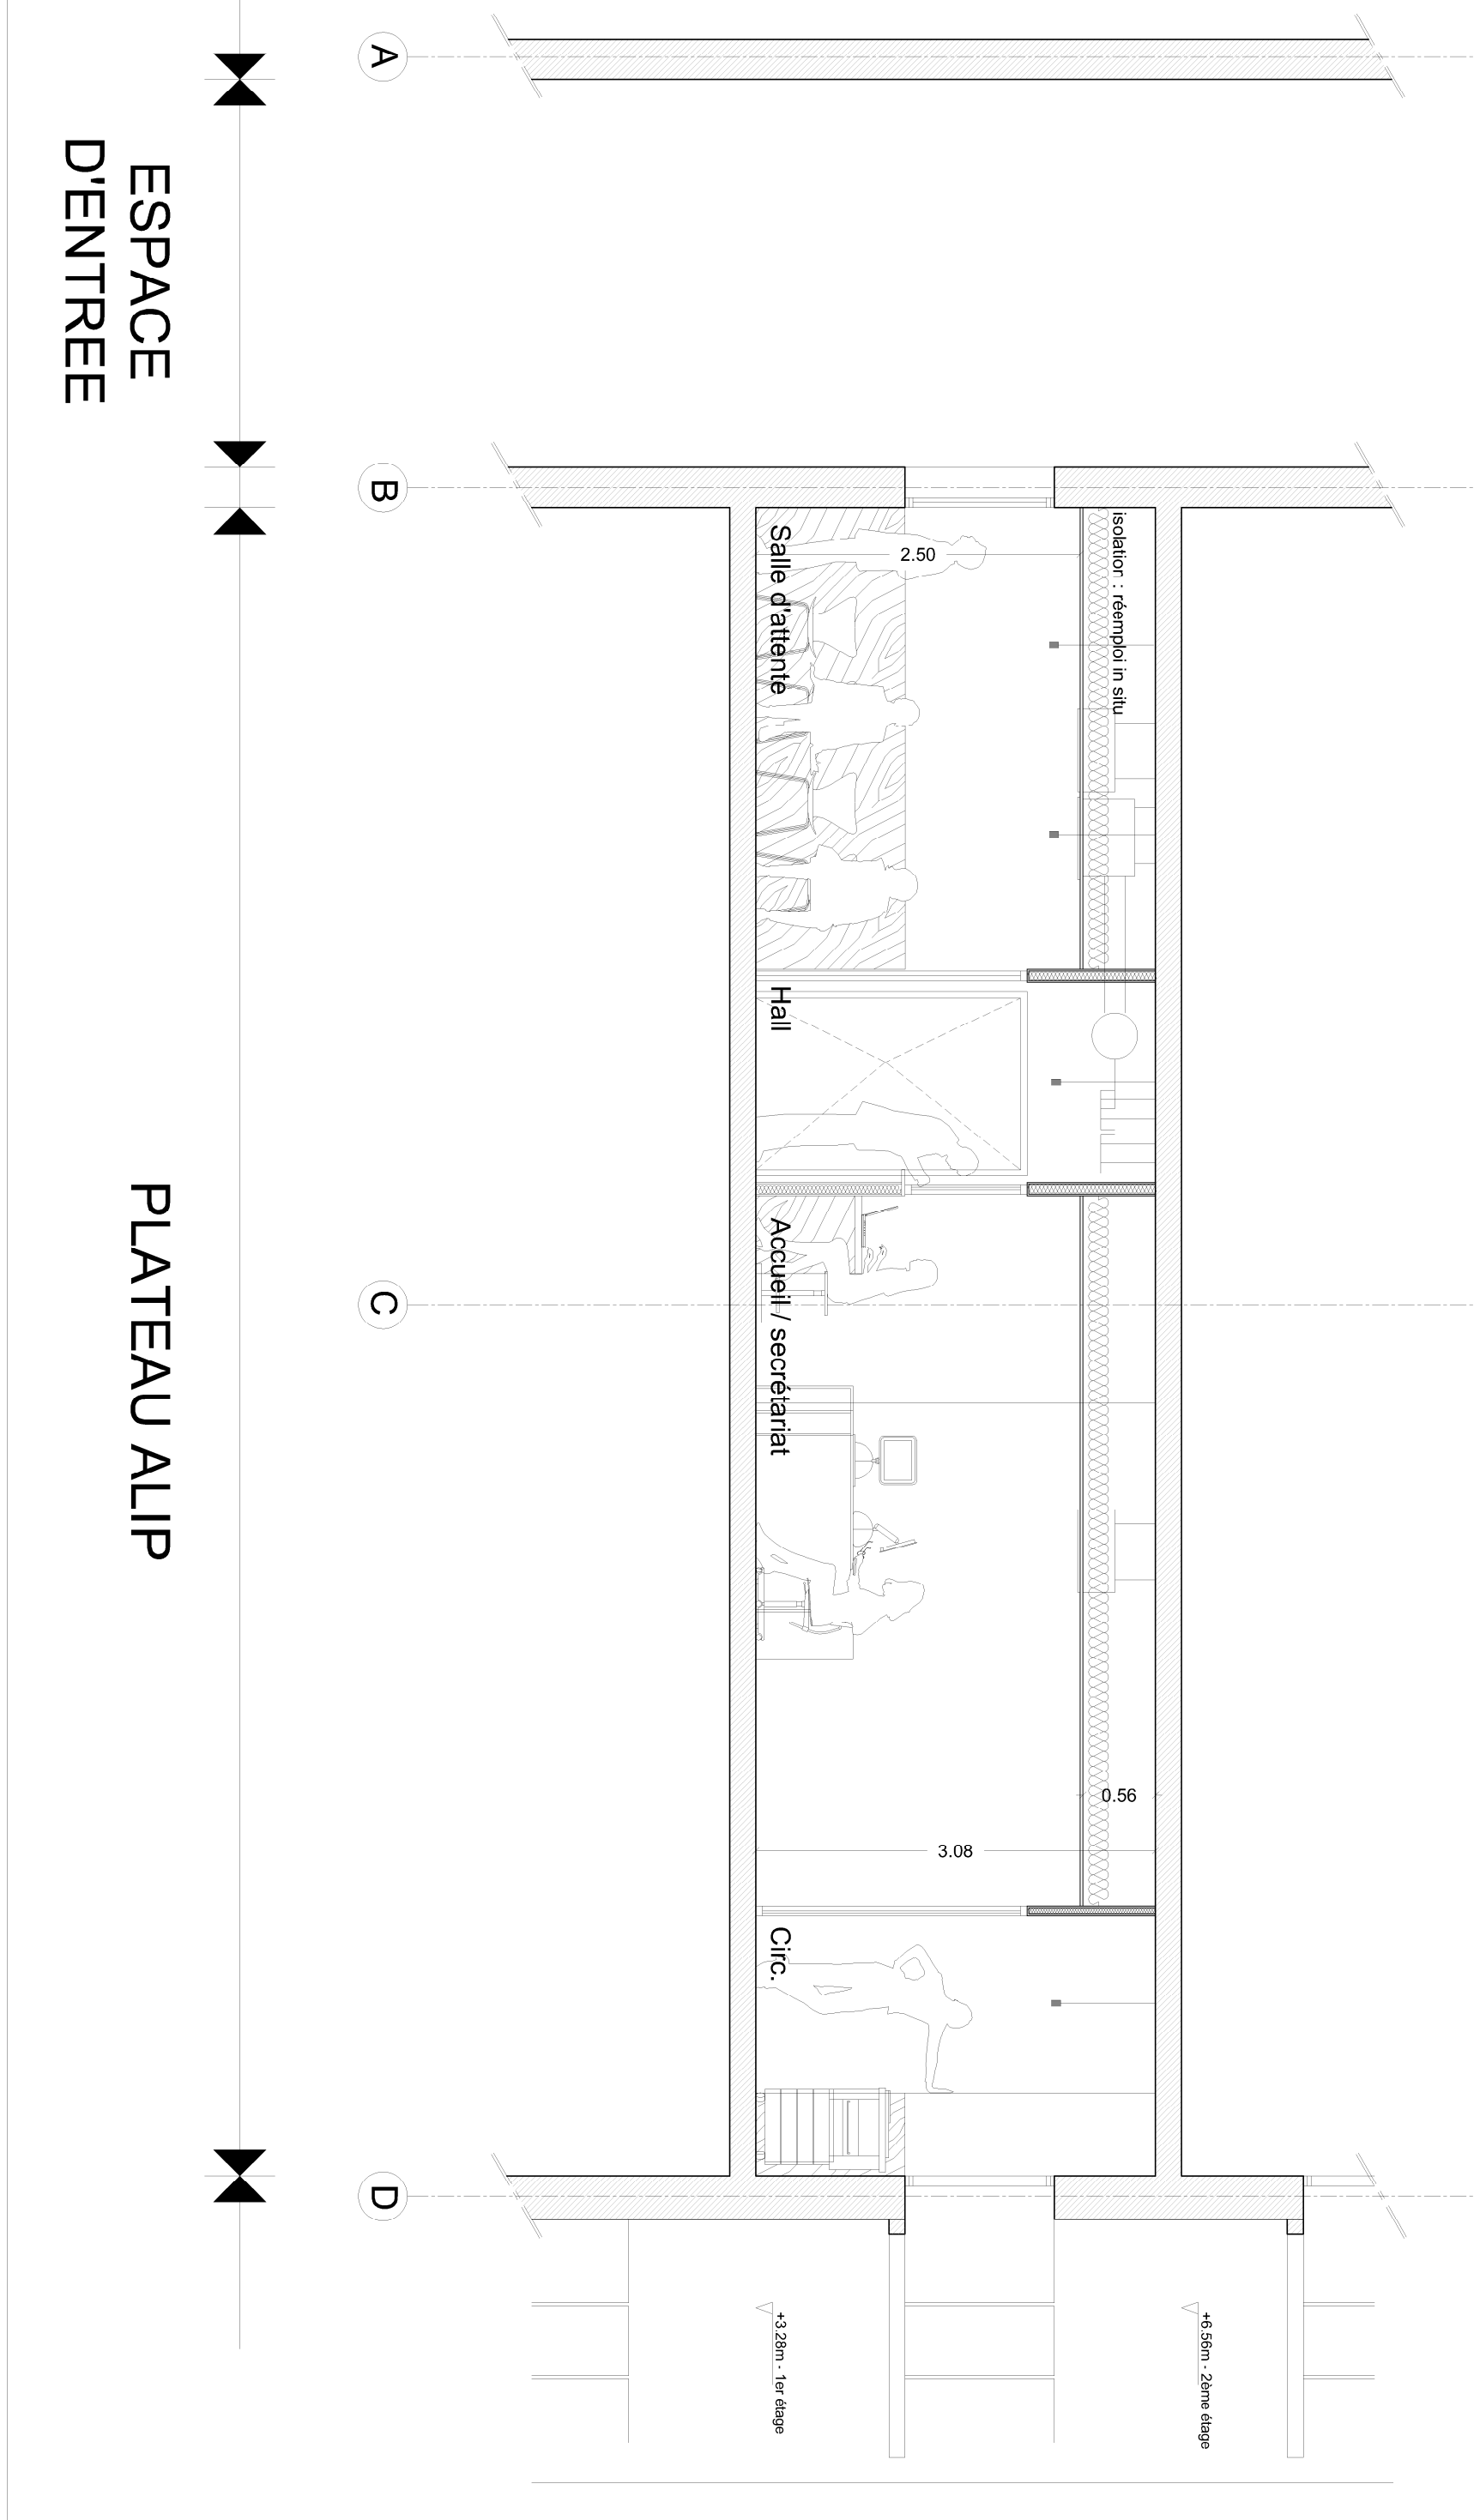 A
B
C
D
isolation : réemploi in situ
2.50
0.56
3.08
Salle d'attente
Hall
Accueil / secrétariat
Circ.
+6.56m - 2ème étage
+3.28m - 1er étage
ESPACE
D'ENTREE
PLATEAU ALIP